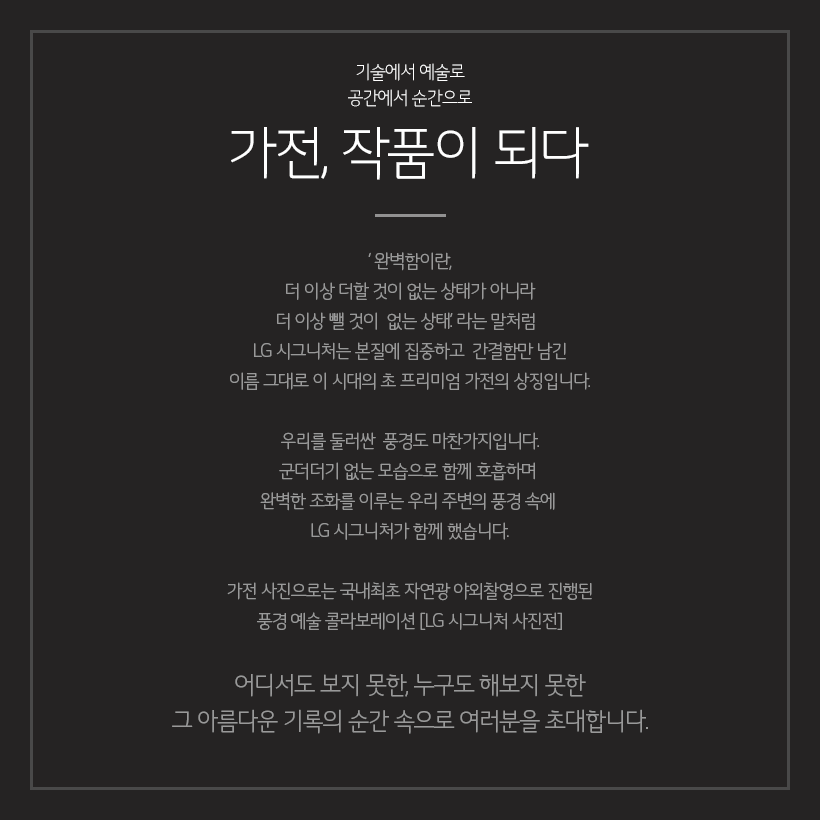 기술에서 예술로
공간에서 순간으로
가전, 작품이 되다
‘ 완벽함이란,
더 이상 더할 것이 없는 상태가 아니라
더 이상 뺄 것이 없는 상태’ 라는 말처럼
LG 시그니처는 본질에 집중하고 간결함만 남긴
이름 그대로 이 시대의 초 프리미엄 가전의 상징입니다.
우리를 둘러싼 풍경도 마찬가지입니다.
군더더기 없는 모습으로 함께 호흡하며
완벽한 조화를 이루는 우리 주변의 풍경 속에
LG 시그니처가 함께 했습니다.
가전 사진으로는 국내최초 자연광 야외촬영으로 진행된
풍경 예술 콜라보레이션 [LG 시그니처 사진전]
어디서도 보지 못한, 누구도 해보지 못한
그 아름다운 기록의 순간 속으로 여러분을 초대합니다.